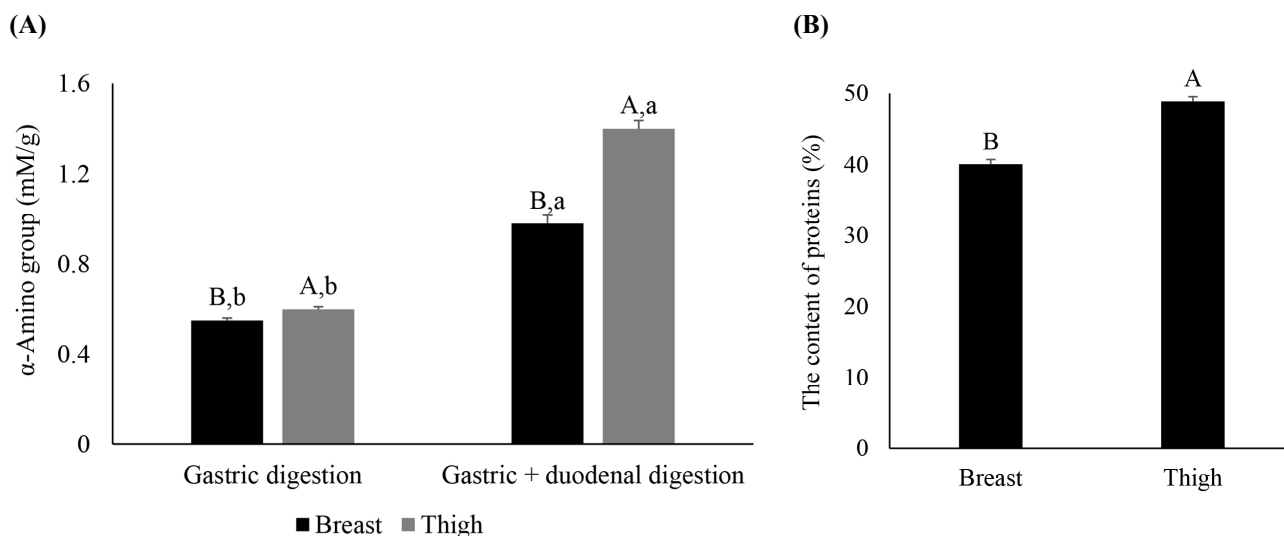 (A)
α-Amino group (mM/g)
1.6
1.2
0.8
0.4
0
B,b
A,b
B,a
A,a
Gastric digestion
Gastric + duodenal digestion
Breast
Thigh
(B)
The content of proteins (%)
50
40
30
20
10
0
B
A
Breast
Thigh